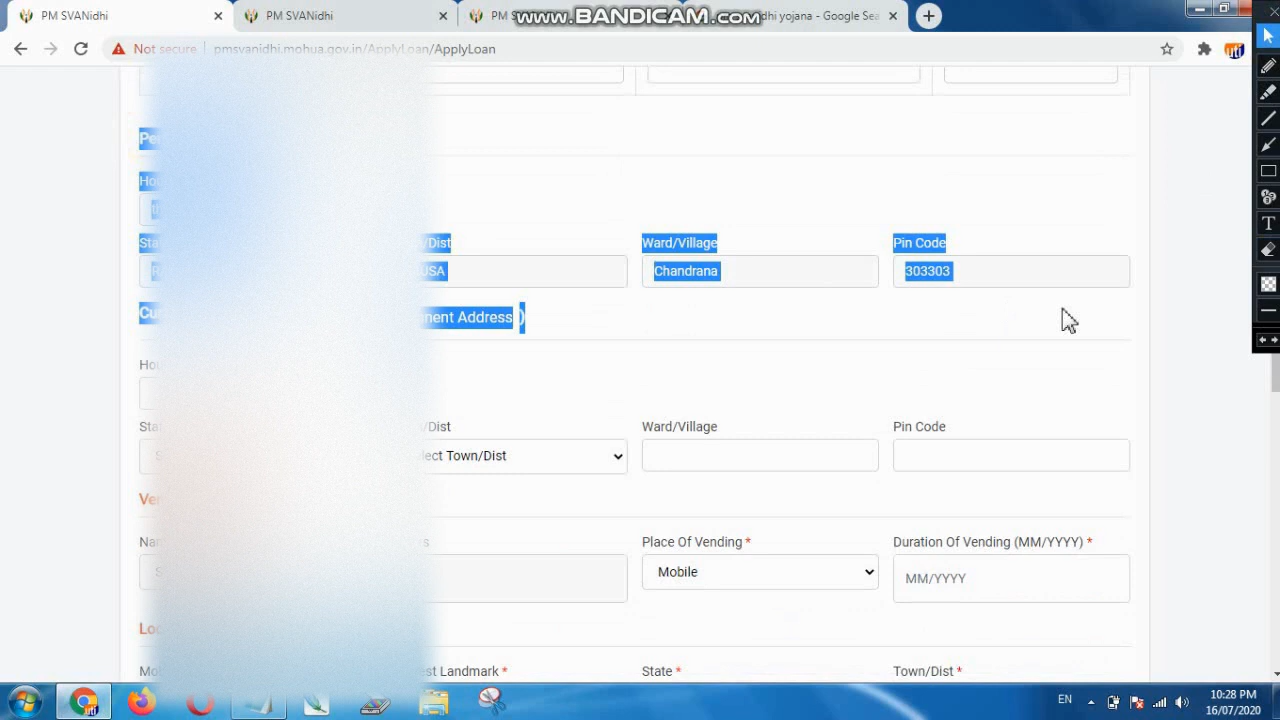 PM SVANidhi
PM SVANidhi
www.BANDICAM.com
dhi yojana - Google Sea
Not secure
pmsvanidhi.mohua.gov.in/ApplyLoan/ApplyLoan
/Dist
Ward/Village
Pin Code
USA
Chandrana
303303
nent Address )
/Dist
Ward/Village
Pin Code
lect Town/Dist
Place Of Vending *
Duration Of Vending (MM/YYYY) *
Mobile
MM/YYYY
est Landmark *
State *
Town/Dist *
EN
10:28 PM
16/07/2020